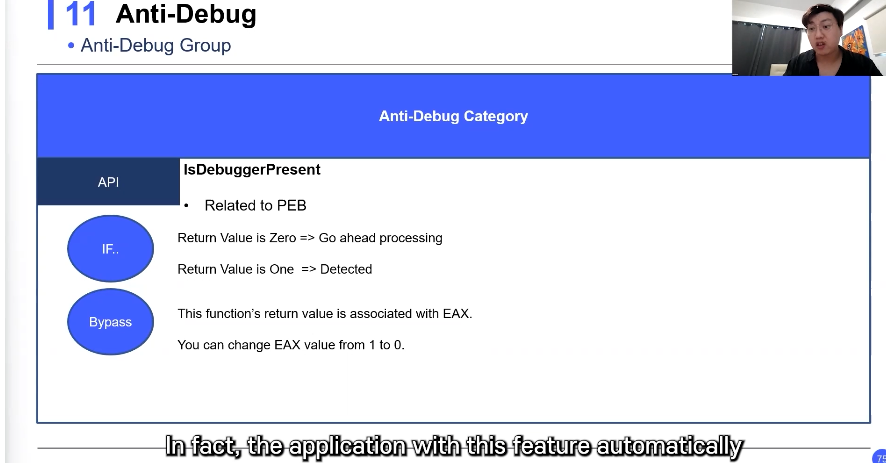 11 Anti-Debug
• Anti-Debug Group
Anti-Debug Category
API
IsDebuggerPresent
• Related to PEB
IF..
Return Value is Zero => Go ahead processing
Return Value is One => Detected
Bypass
This function's return value is associated with EAX.
You can change EAX value from 1 to 0.
In fact, the application with this feature automatically